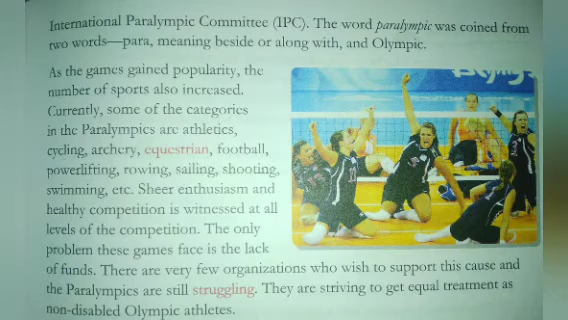 International Paralympic Committee (IPC). The word paralympic was coined from
two words—para, meaning beside or along with, and Olympic.
As the games gained popularity, the
number of sports also increased.
Currently, some of the categories
in the Paralympics are athletics,
cycling, archery, equestrian, football,
powerlifting, rowing, sailing, shooting,
swimming, etc. Sheer enthusiasm and
healthy competition is witnessed at all
levels of the competition. The only
problem these games face is the lack
of funds. There are very few organizations who wish to support this cause and
the Paralympics are still struggling. They are striving to get equal treatment as
non-disabled Olympic athletes.